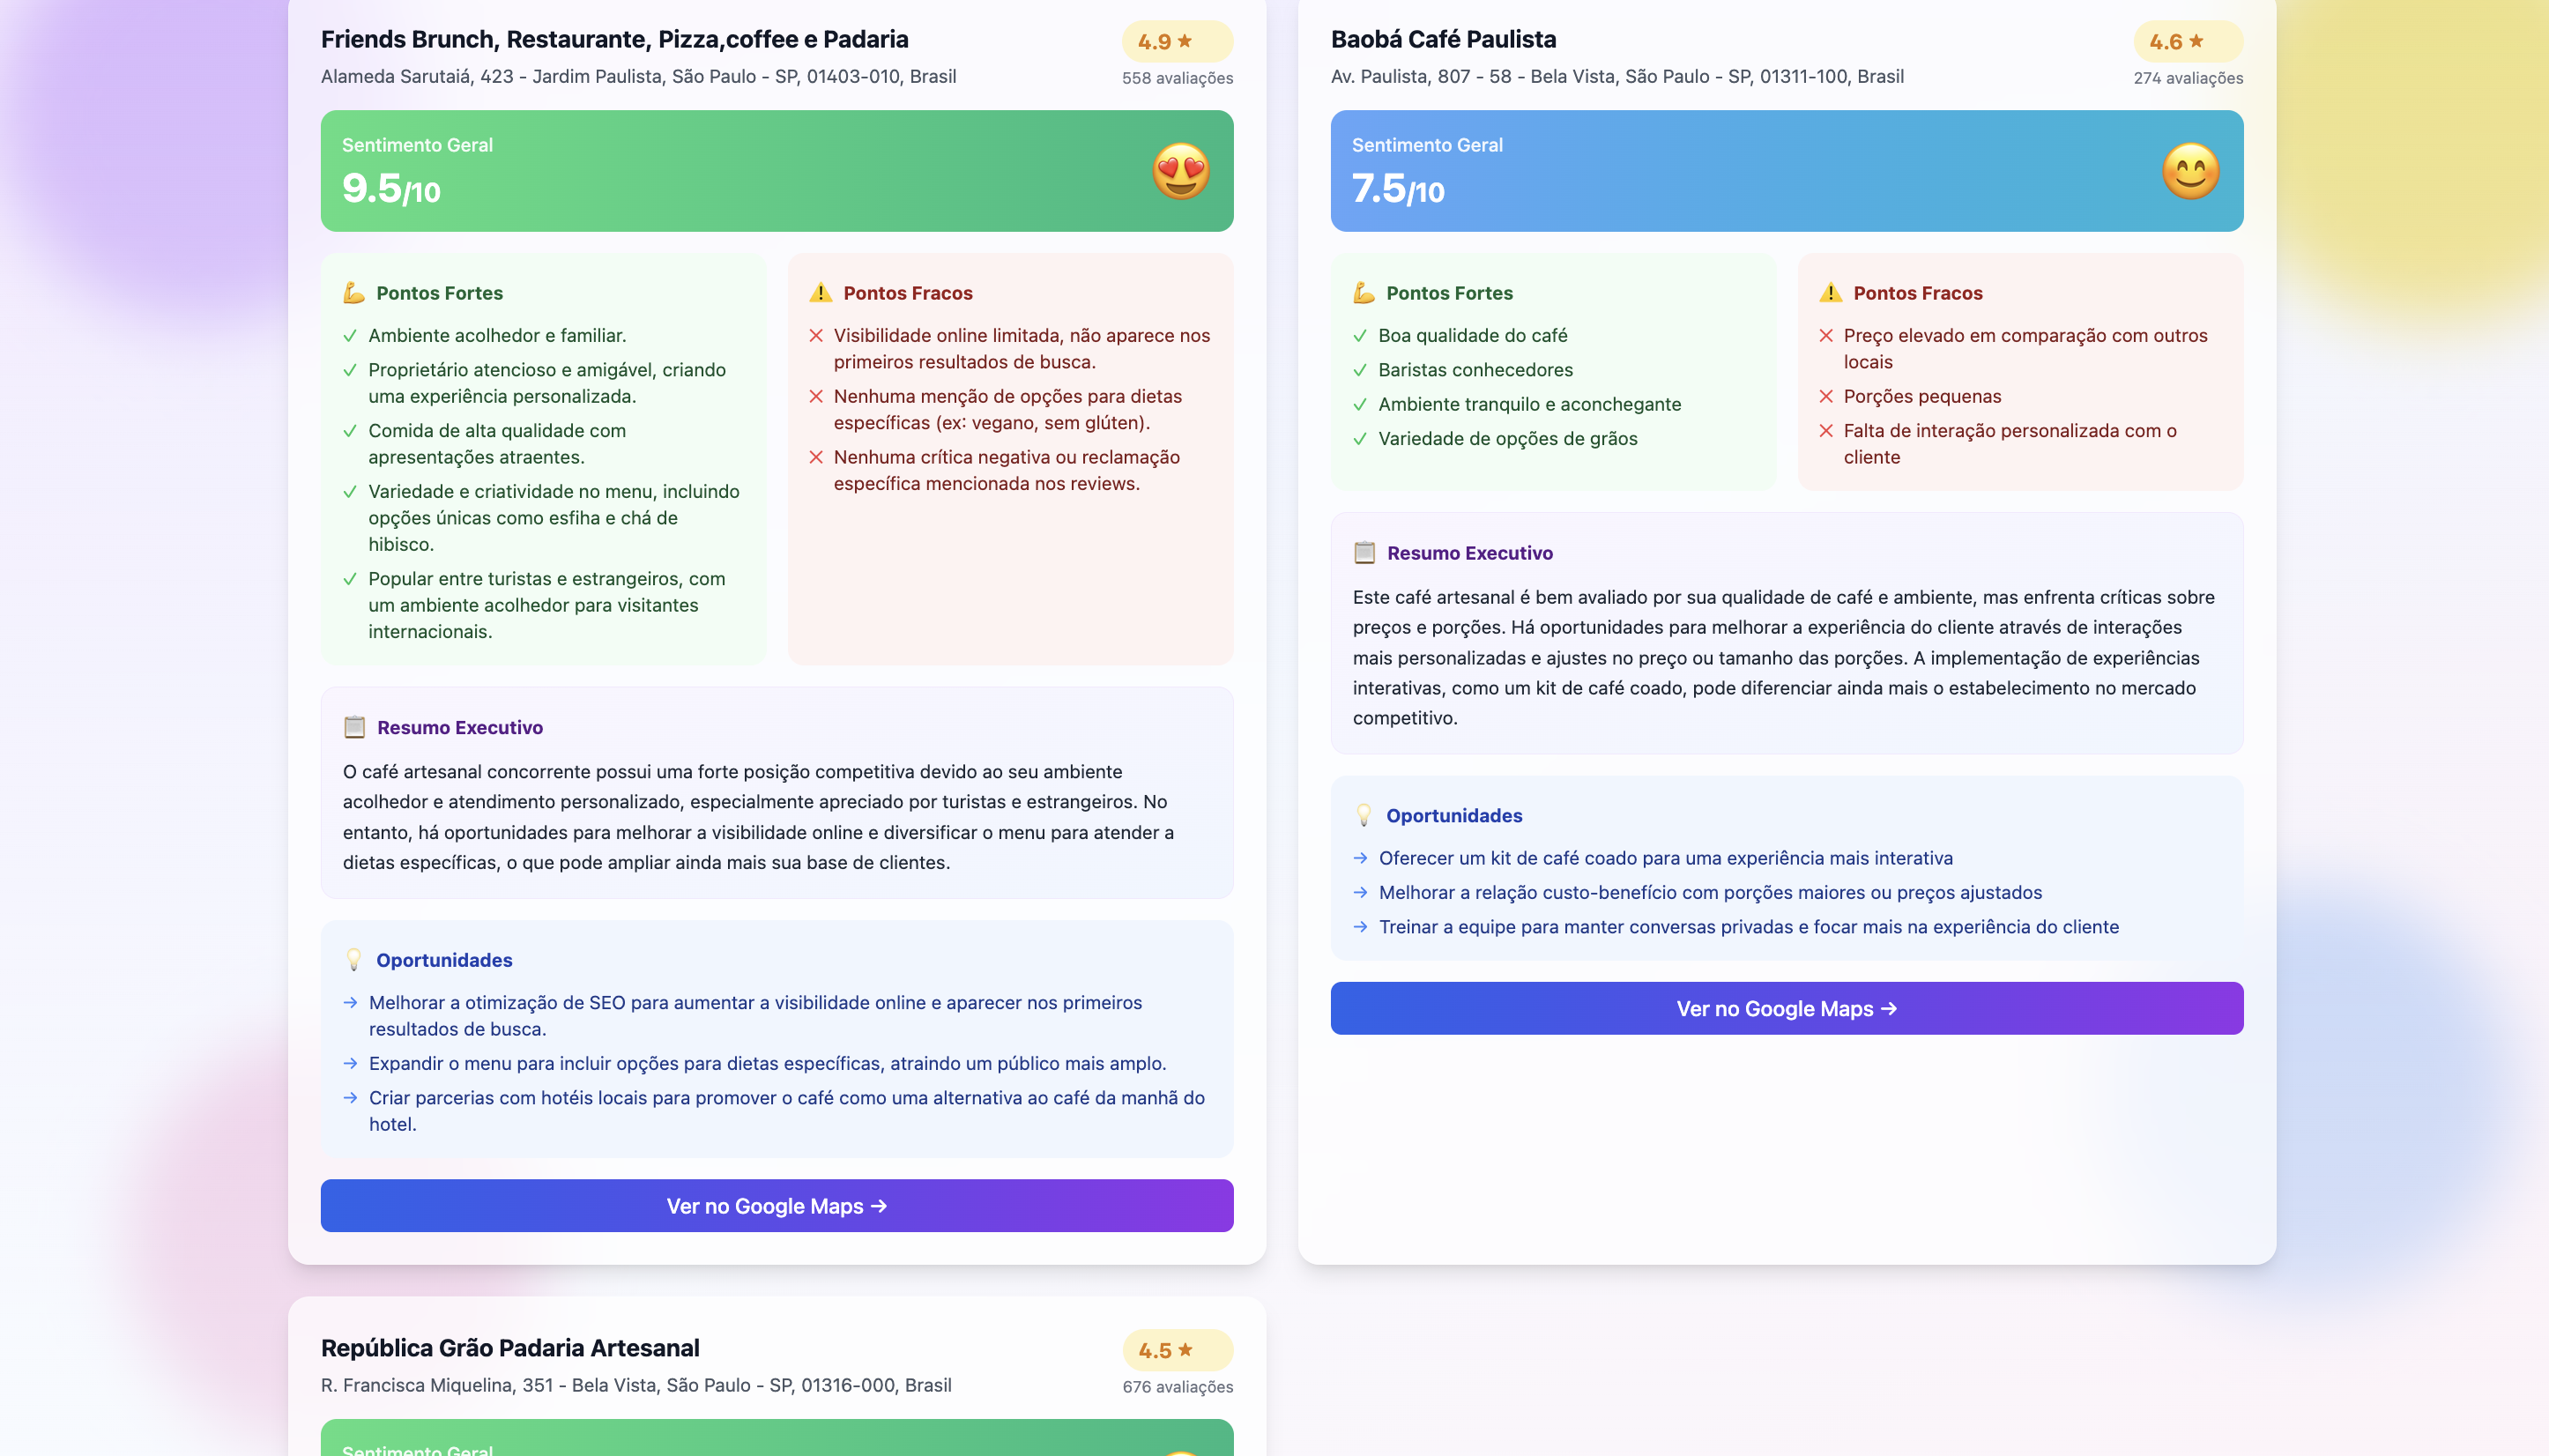 Friends Brunch, Restaurante, Pizza,coffee e Padaria
4.9 ★
Alameda Sarutaiá, 423 - Jardim Paulista, São Paulo - SP, 01403-010, Brasil
558 avaliações
Sentimento Geral
9.5/10
Pontos Fortes
Ambiente acolhedor e familiar.
Proprietário atencioso e amigável, criando
uma experiência personalizada.
Comida de alta qualidade com
apresentações atraentes.
Variedade e criatividade no menu, incluindo
opções únicas como esfiha e chá de
hibisco.
Popular entre turistas e estrangeiros, com
um ambiente acolhedor para visitantes
internacionais.
Pontos Fracos
Visibilidade online limitada, não aparece nos
primeiros resultados de busca.
Nenhuma menção de opções para dietas
específicas (ex: vegano, sem glúten).
Nenhuma crítica negativa ou reclamação
específica mencionada nos reviews.
Resumo Executivo
O café artesanal concorrente possui uma forte posição competitiva devido ao seu ambiente
acolhedor e atendimento personalizado, especialmente apreciado por turistas e estrangeiros. No
entanto, há oportunidades para melhorar a visibilidade online e diversificar o menu para atender a
dietas específicas, o que pode ampliar ainda mais sua base de clientes.
Oportunidades
→ Melhorar a otimização de SEO para aumentar a visibilidade online e aparecer nos primeiros
resultados de busca.
→ Expandir o menu para incluir opções para dietas específicas, atraindo um público mais amplo.
→ Criar parcerias com hotéis locais para promover o café como uma alternativa ao café da manhã do
hotel.
Ver no Google Maps →
Baobá Café Paulista
4.6 ★
Av. Paulista, 807 - 58 - Bela Vista, São Paulo - SP, 01311-100, Brasil
274 avaliações
Sentimento Geral
7.5/10
Pontos Fortes
Boa qualidade do café
Baristas conhecedores
Ambiente tranquilo e aconchegante
Variedade de opções de grãos
Pontos Fracos
Preço elevado em comparação com outros
locais
Porções pequenas
Falta de interação personalizada com o
cliente
Resumo Executivo
Este café artesanal é bem avaliado por sua qualidade de café e ambiente, mas enfrenta críticas sobre
preços e porções. Há oportunidades para melhorar a experiência do cliente através de interações
mais personalizadas e ajustes no preço ou tamanho das porções. A implementação de experiências
interativas, como um kit de café coado, pode diferenciar ainda mais o estabelecimento no mercado
competitivo.
Oportunidades
→ Oferecer um kit de café coado para uma experiência mais interativa
→ Melhorar a relação custo-benefício com porções maiores ou preços ajustados
→ Treinar a equipe para manter conversas privadas e focar mais na experiência do cliente
Ver no Google Maps →
República Grão Padaria Artesanal
4.5 ★
R. Francisca Miquelina, 351 - Bela Vista, São Paulo - SP, 01316-000, Brasil
676 avaliações
Sentimento Geral